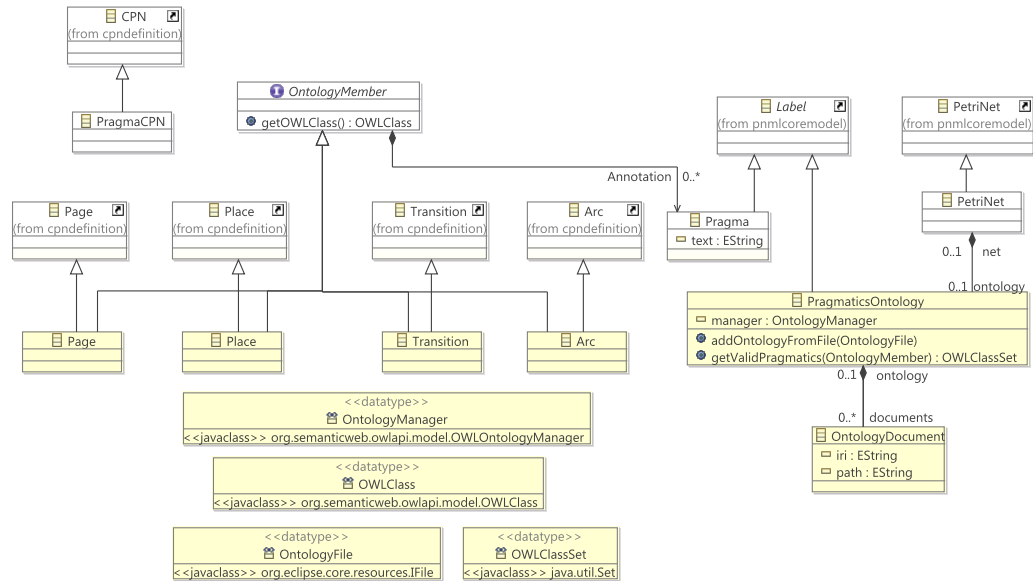 CPN
(from cpndefinition)
PragmaCPN
OntologyMember
getOWLClass() : OWLClass
Label
(from pnmlcoremodel)
PetriNet
(from pnmlcoremodel)
Annotation
0..*
Page
(from cpndefinition)
Place
(from cpndefinition)
Transition
(from cpndefinition)
Arc
(from cpndefinition)
Pragma
text : EString
PetriNet
0..1
net
0..1 ontology
PragmaticsOntology
manager : OntologyManager
addOntologyFromFile(OntologyFile)
getValidPragmatics(OntologyMember) : OWLClassSet
Page
Place
Transition
Arc
0..1
ontology
0..*
documents
OntologyDocument
iri : EString
path : EString
<<datatype>>
OntologyManager
<<javaclass>> org.semanticweb.owlapi.model.OWLOntologyManager
<<datatype>>
OWLClass
<<javaclass>> org.semanticweb.owlapi.model.OWLClass
<<datatype>>
OntologyFile
<<javaclass>> org.eclipse.core.resources.IFile
<<datatype>>
OWLClassSet
<<javaclass>> java.util.Set